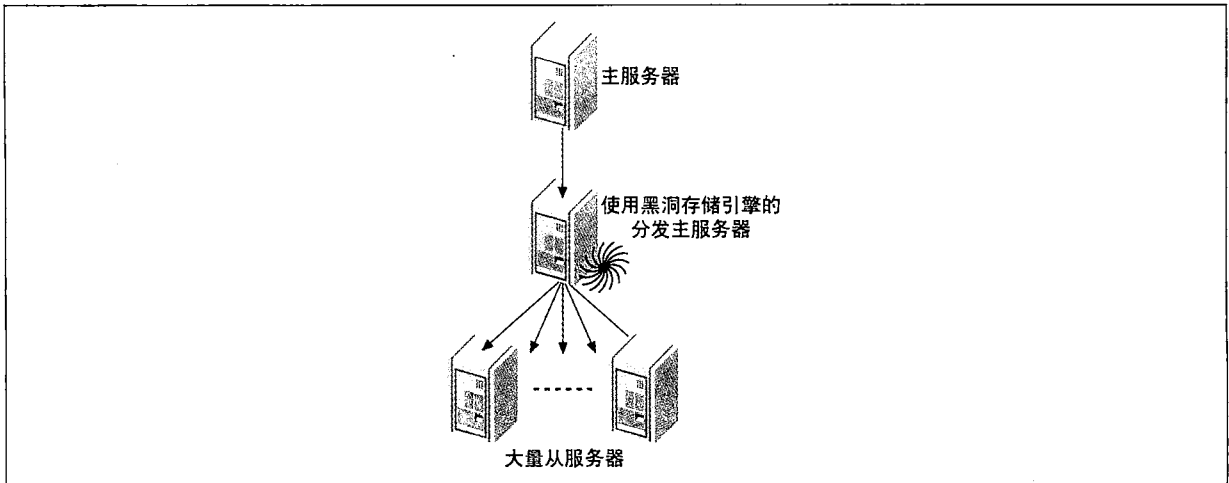 主服务器
使用黑洞存储引擎的
分发主服务器
大量从服务器